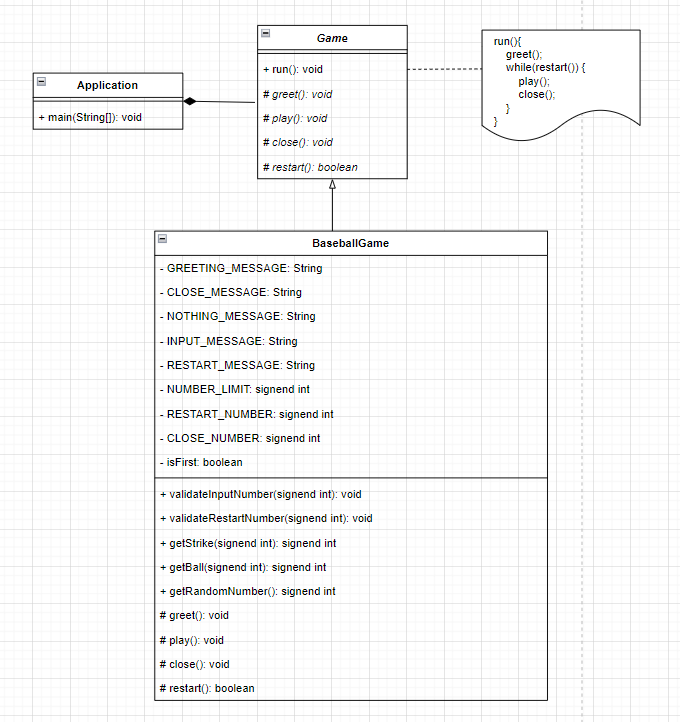 Game
+ run(): void
# greet(): void
# play(): void
# close(): void
# restart(): boolean
run(){
greet();
while(restart()) {
play();
close();
}
}
Application
+ main(String[]): void
BaseballGame
- GREETING_MESSAGE: String
- CLOSE_MESSAGE: String
- NOTHING_MESSAGE: String
- INPUT_MESSAGE: String
- RESTART_MESSAGE: String
- NUMBER_LIMIT: signend int
- RESTART_NUMBER: signend int
- CLOSE_NUMBER: signend int
- isFirst: boolean
+ validateInputNumber(signend int): void
+ validateRestartNumber(signend int): void
+ getStrike(signend int): signend int
+ getBall(signend int): signend int
+ getRandomNumber(): signend int
# greet(): void
# play(): void
# close(): void
# restart(): boolean